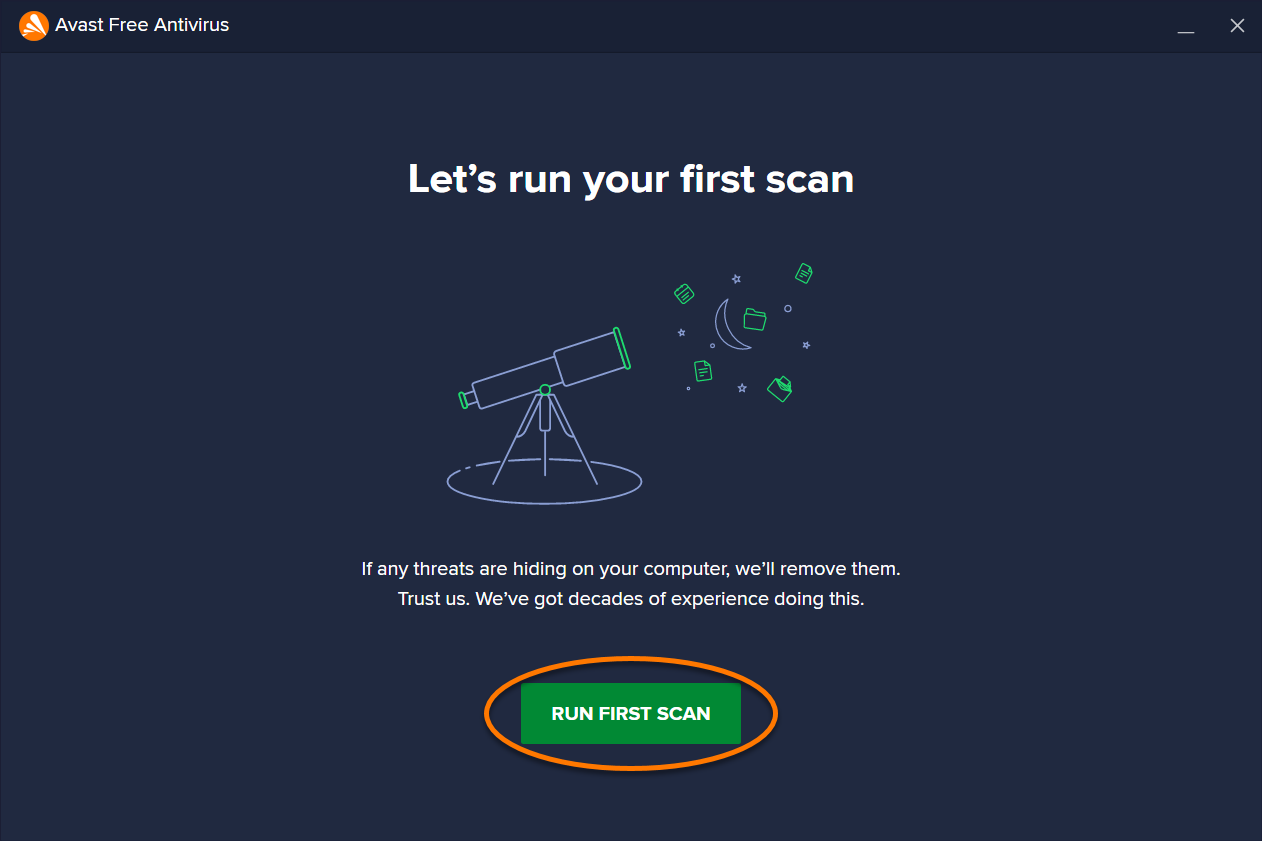 Avast Free Antivirus
Let’s run your first scan
If any threats are hiding on your computer, we’ll remove them.
Trust us. We’ve got decades of experience doing this.
RUN FIRST SCAN